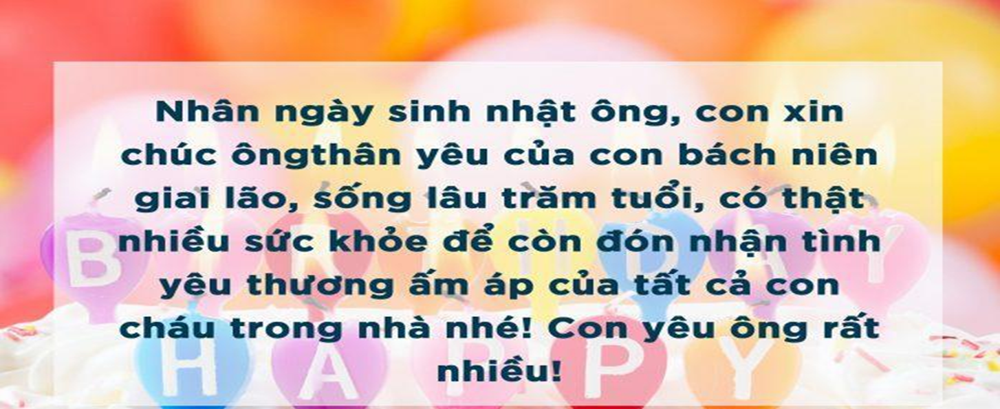 Nhân ngày sinh nhật ông, con xin
chúc ôngthân yêu của con bách niên
giai lão, sống lâu trăm tuổi, có thật
nhiều sức khỏe để còn đón nhận tình
yêu thương ấm áp của tất cả con
cháu trong nhà nhé! Con yêu ông rất
nhiều!
BIRTHDAY
HAPPY